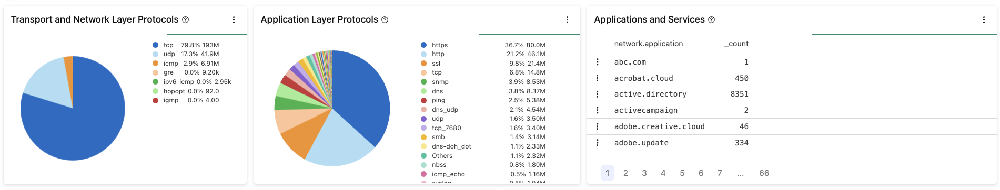 Transport and Network Layer Protocols
tcp 79.8% 193M
udp 17.3% 41.9M
icmp 2.9% 6.91M
gre 0.0% 9.20k
ipv6-icmp 0.0% 2.95k
hopopt 0.0% 92.0
igmp 0.0% 4.00
Application Layer Protocols
https 36.7% 80.0M
http 21.2% 46.1M
ssl 9.8% 21.4M
tcp 6.8% 14.8M
snmp 3.9% 8.53M
dns 3.8% 8.37M
ping 2.5% 5.38M
dns_udp 2.1% 4.54M
udp 1.6% 3.50M
tcp_7680 1.6% 3.40M
smb 1.4% 3.14M
dns-doh_dot 1.1% 2.33M
Others 1.1% 2.32M
nbss 0.8% 1.80M
icmp_echo 0.5% 1.16M
Applications and Services
network.application _count
abc.com 1
acrobat.cloud 450
active.directory 8351
activecampaign 2
adobe.creative.cloud 46
adobe.update 334
1 2 3 4 5 6 7 ... 66